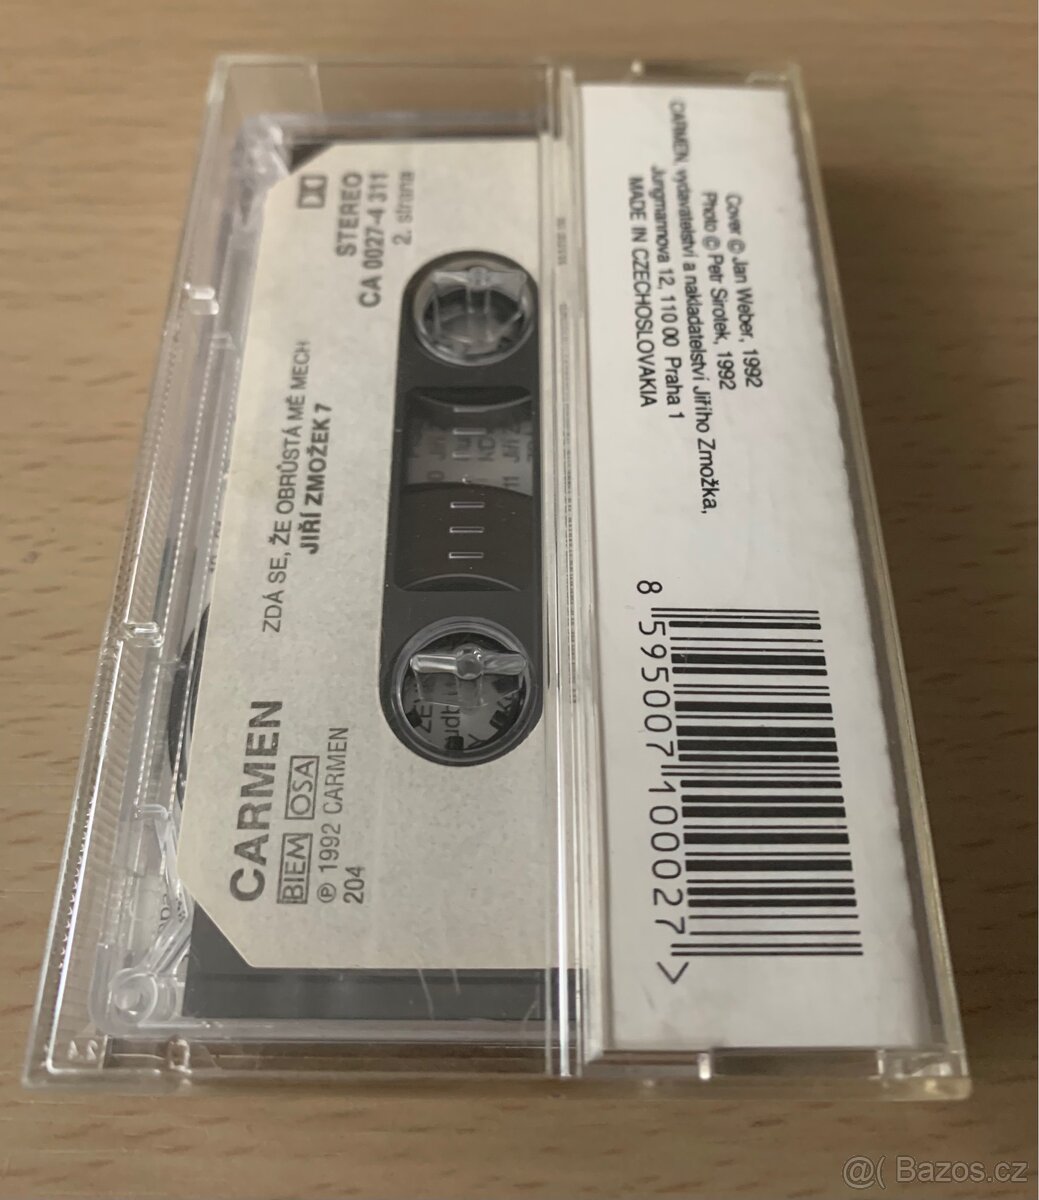 CARMEN
BIEM OSA
℗ 1992 CARMEN
204
ZDÁ SE, ŽE OBRŮSTÁ MĚ MECH
JIŘÍ ZMOŽEK 7
STEREO
CA 0027-4 311
2. strana
Cover © Jan Weber, 1992
Photo © Petr Sirotek, 1992
©CARMEN, vydavatelství a nakladatelství Jiřího Zmožka,
Jungmannova 12, 110 00 Praha 1
MADE IN CZECHOSLOVAKIA
8 595007 100027 >
@( Bazos.cz